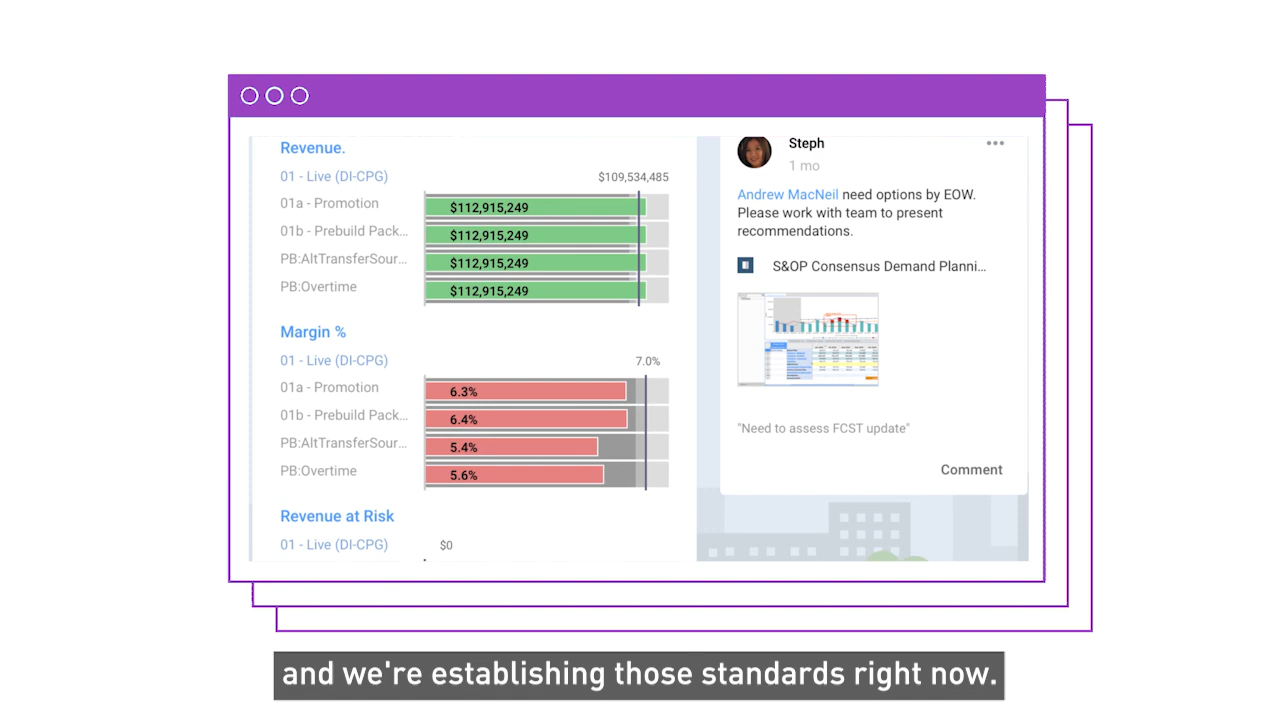 Revenue.
01 - Live (DI-CPG)
$109,534,485
01a - Promotion
$112,915,249
01b - Prebuild Pack...
$112,915,249
PB:AltTransferSour...
$112,915,249
PB:Overtime
$112,915,249
Margin %
01 - Live (DI-CPG)
7.0%
01a - Promotion
6.3%
01b - Prebuild Pack...
6.4%
PB:AltTransferSour...
5.4%
PB:Overtime
5.6%
Revenue at Risk
01 - Live (DI-CPG)
$0
Steph
1 mo
Andrew MacNeil need options by EOW.
Please work with team to present
recommendations.
S&OP Consensus Demand Planni...
"Need to assess FCST update"
Comment
and we're establishing those standards right now.